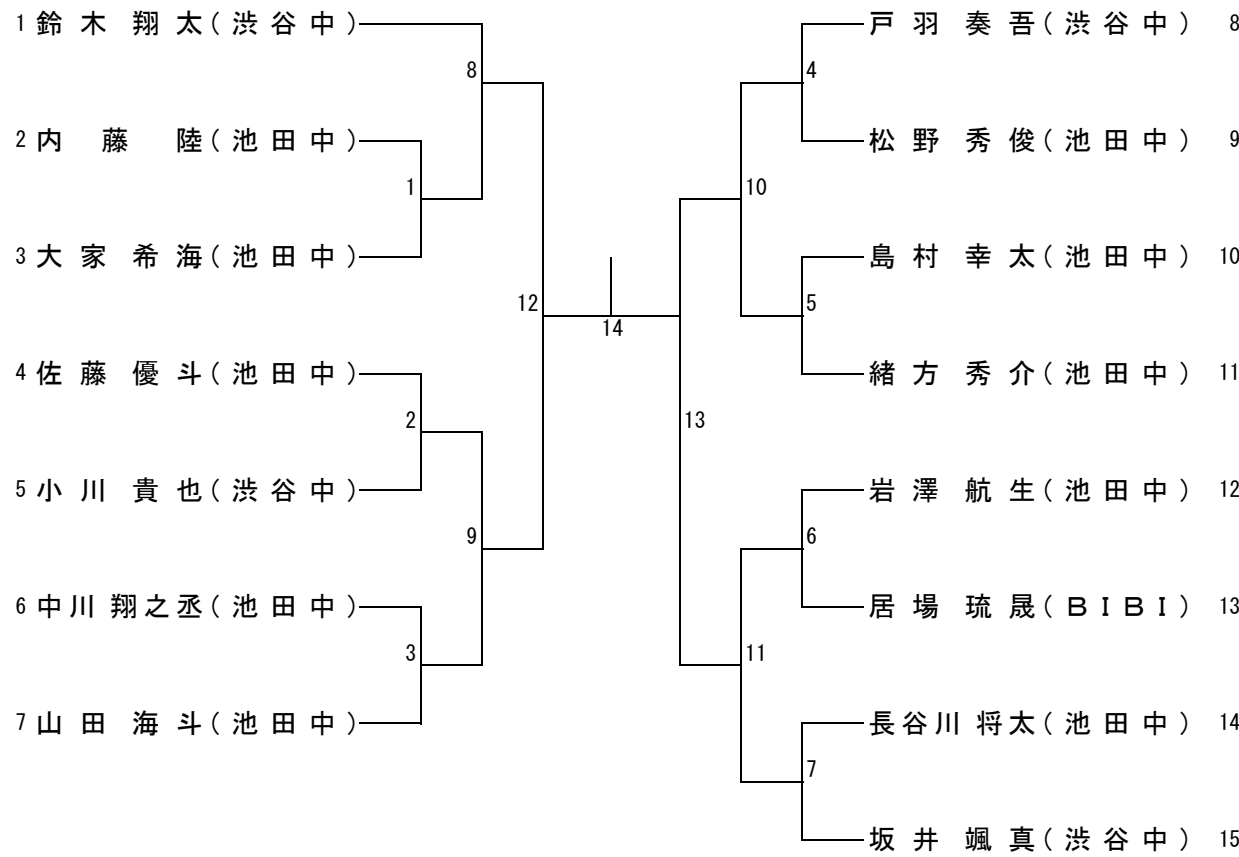 1 鈴木 翔太(渋谷中)
8
2 内 藤 陸(池田中)
1
3 大家 希海(池田中)
12
4 佐藤 優斗(池田中)
2
5 小川 貴也(渋谷中)
9
6 中川 翔之丞(池田中)
3
7 山田 海斗(池田中)
14
戸羽 奏吾(渋谷中) 8
4
松野 秀俊(池田中) 9
10
島村 幸太(池田中) 10
5
緒方 秀介(池田中) 11
13
岩澤 航生(池田中) 12
6
居場 琉晟(BIBI) 13
11
長谷川 将太(池田中) 14
7
坂井 颯真(渋谷中) 15